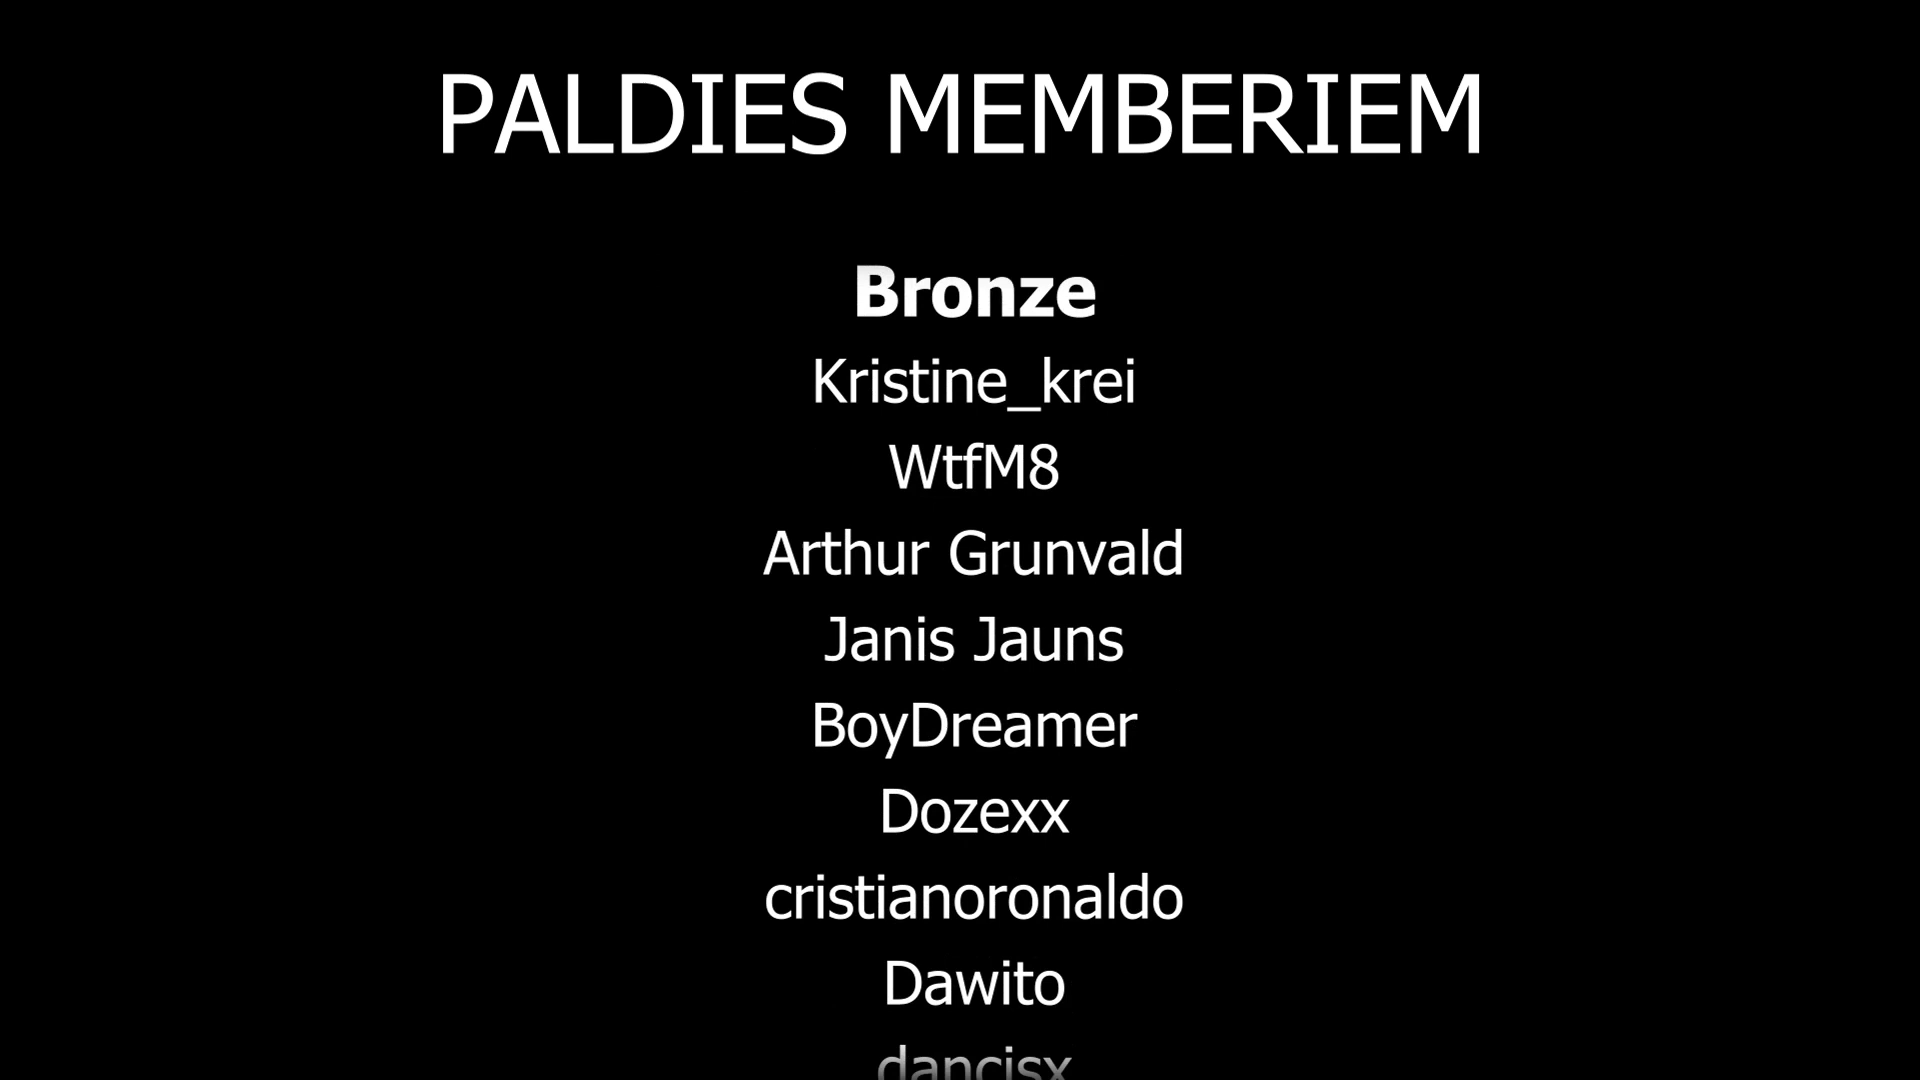 PALDIES MEMBERIEM
Bronze
Kristine_krei
WtfM8
Arthur Grunvald
Janis Jauns
BoyDreamer
Dozexx
cristianoronaldo
Dawito
dancisx